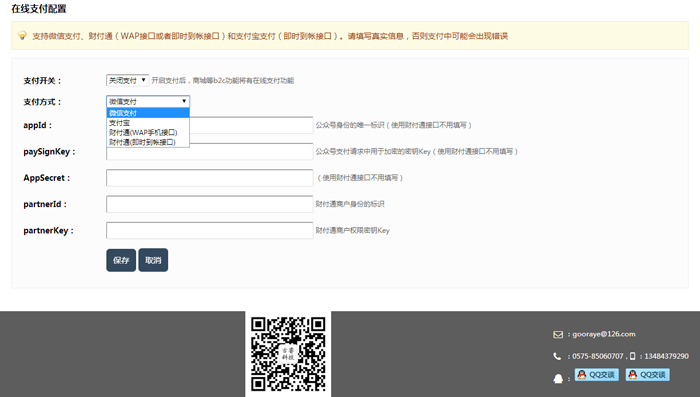 在线支付配置
支持微信支付、财付通（WAP接口或者即时到帐接口）和支付宝支付（即时到帐接口）。请填写真实信息，否则支付中可能会出现错误
支付开关： 关闭支付 开启支付后，商城等b2c功能将有在线支付功能
支付方式： 微信支付
微信支付
支付宝
财付通(WAP手机接口)
财付通(即时到帐接口)
appId： 公众号身份的唯一标识（使用财付通接口不用填写）
paySignKey： 公众号支付请求中用于加密的密钥Key（使用财付通接口不用填写）
AppSecret： （使用财付通接口不用填写）
partnerId： 财付通商户身份的标识
partnerKey： 财付通商户权限密钥Key
保存 取消
古睿
科技
：gooraye@126.com
：0575-85060707，：13484379290
： QQ交谈 QQ交谈